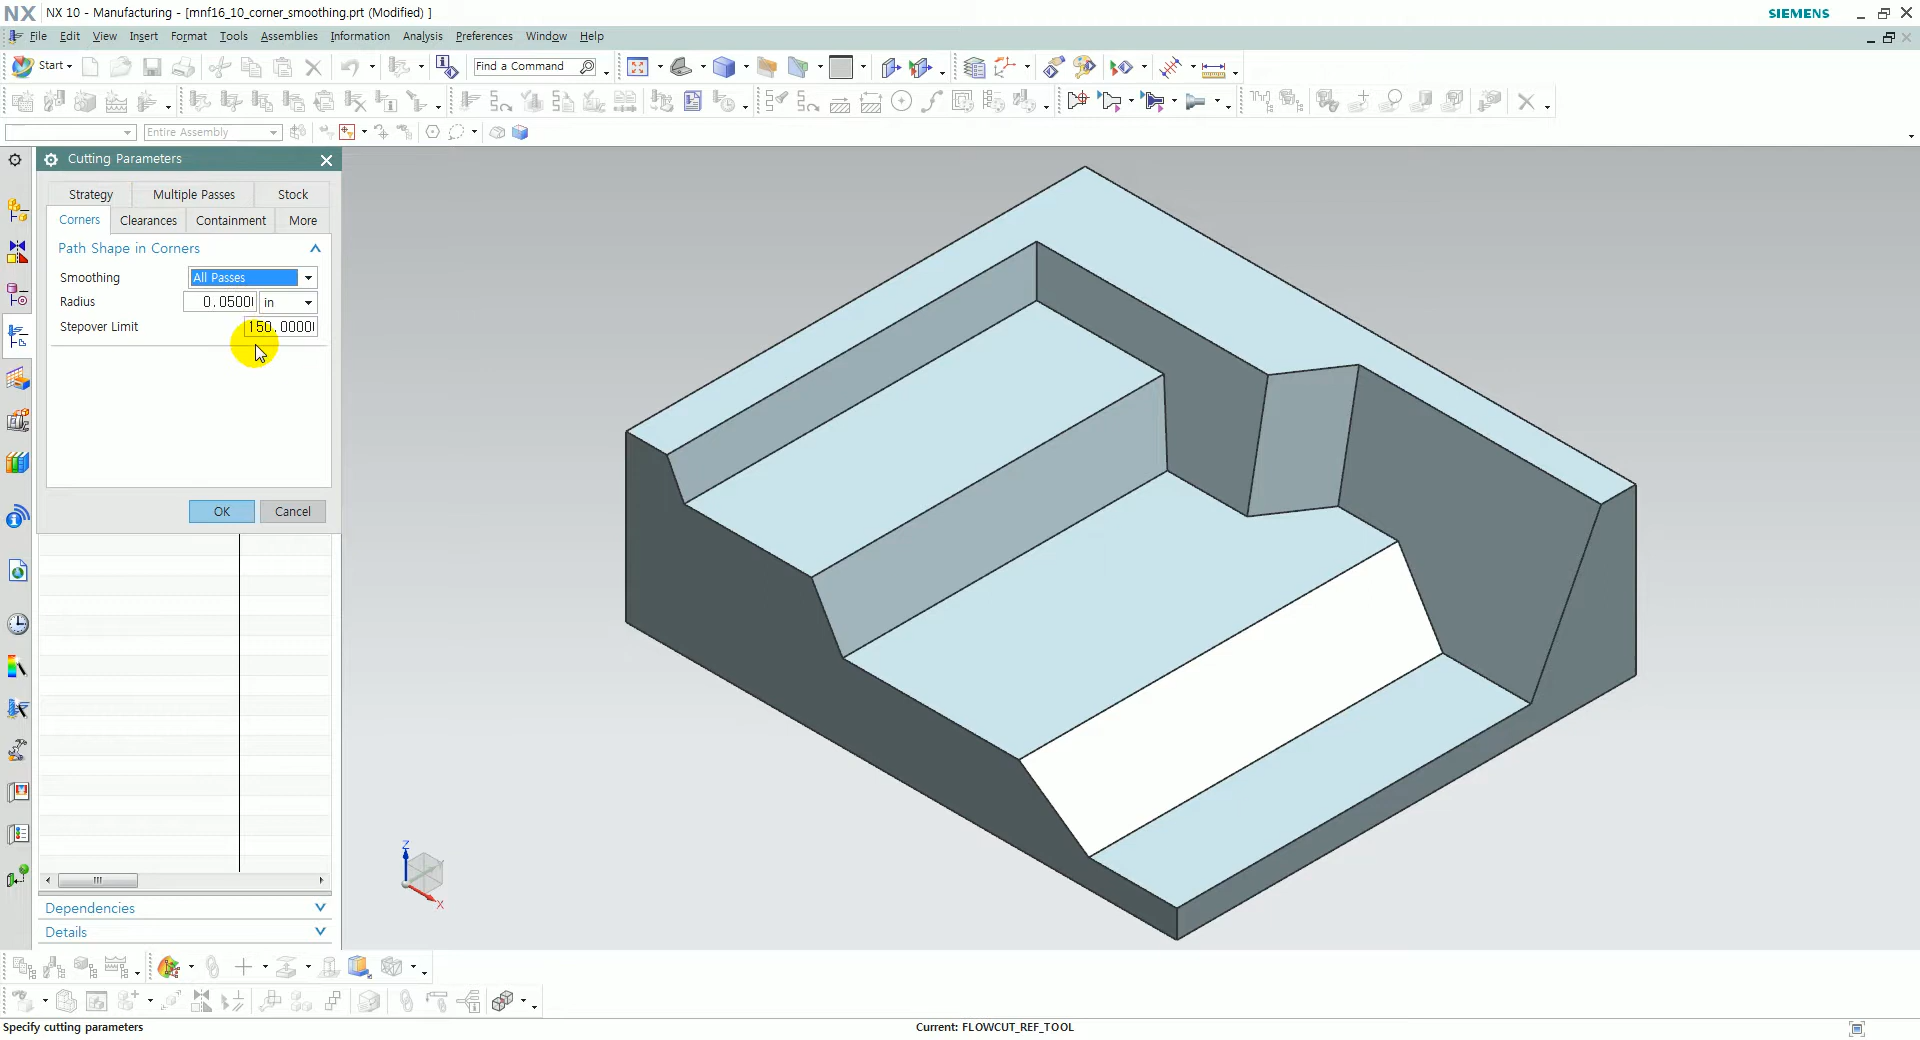 NX NX 10 - Manufacturing - [mnf16_10_corner_smoothing.prt (Modified) ] SIEMENS
File Edit View Insert Format Tools Assemblies Information Analysis Preferences Window Help
Start Find a Command
Entire Assembly
Cutting Parameters
Strategy Multiple Passes Stock
Corners Clearances Containment More
Path Shape in Corners
Smoothing All Passes
Radius 0.0500 in
Stepover Limit 150.0000
OK Cancel
Z
X
Dependencies
Details
Specify cutting parameters Current: FLOWCUT_REF_TOOL